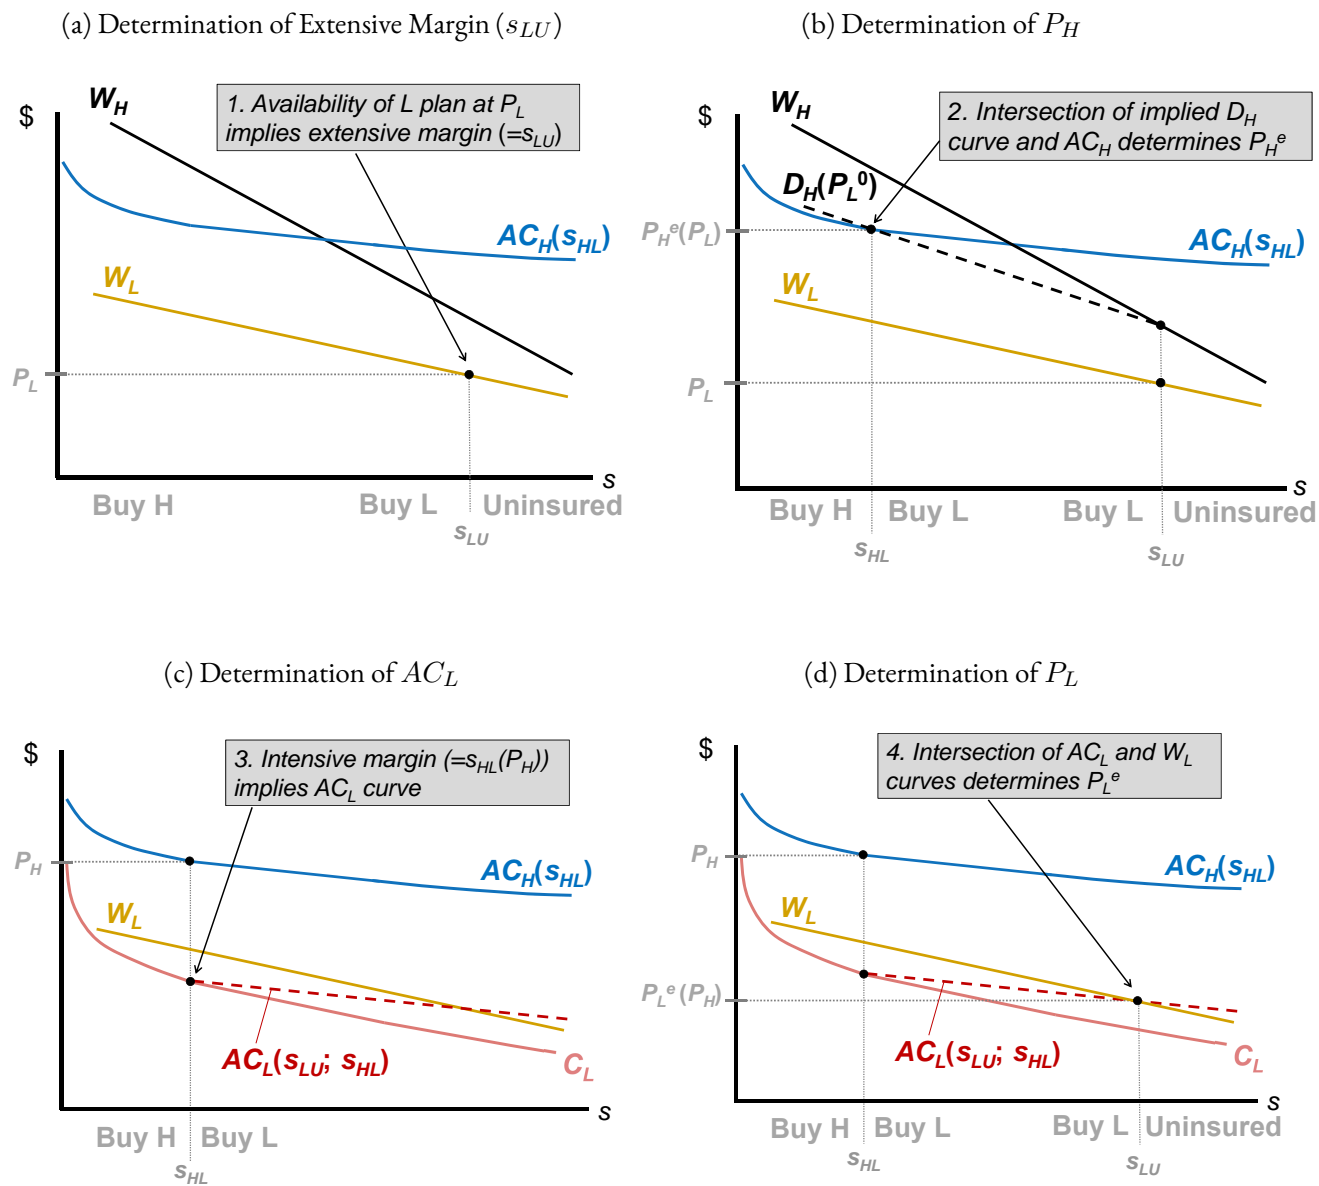 (a) Determination of Extensive Margin (s_LU)
$
W_H
1. Availability of L plan at P_L
implies extensive margin (=s_LU)
AC_H(s_HL)
W_L
P_L
s
Buy H
Buy L
Uninsured
s_LU
(b) Determination of P_H
$
W_H
2. Intersection of implied D_H
curve and AC_H determines P_H^e
D_H(P_L^0)
P_H^e(P_L)
AC_H(s_HL)
W_L
P_L
s
Buy H
Buy L
Buy L
Uninsured
s_HL
s_LU
(c) Determination of AC_L
$
3. Intensive margin (=s_HL(P_H))
implies AC_L curve
P_H
AC_H(s_HL)
W_L
AC_L(s_LU; s_HL)
C_L
s
Buy H
Buy L
s_HL
(d) Determination of P_L
$
4. Intersection of AC_L and W_L
curves determines P_L^e
P_H
AC_H(s_HL)
W_L
P_L^e(P_H)
AC_L(s_LU; s_HL)
C_L
s
Buy H
Buy L
Buy L
Uninsured
s_HL
s_LU